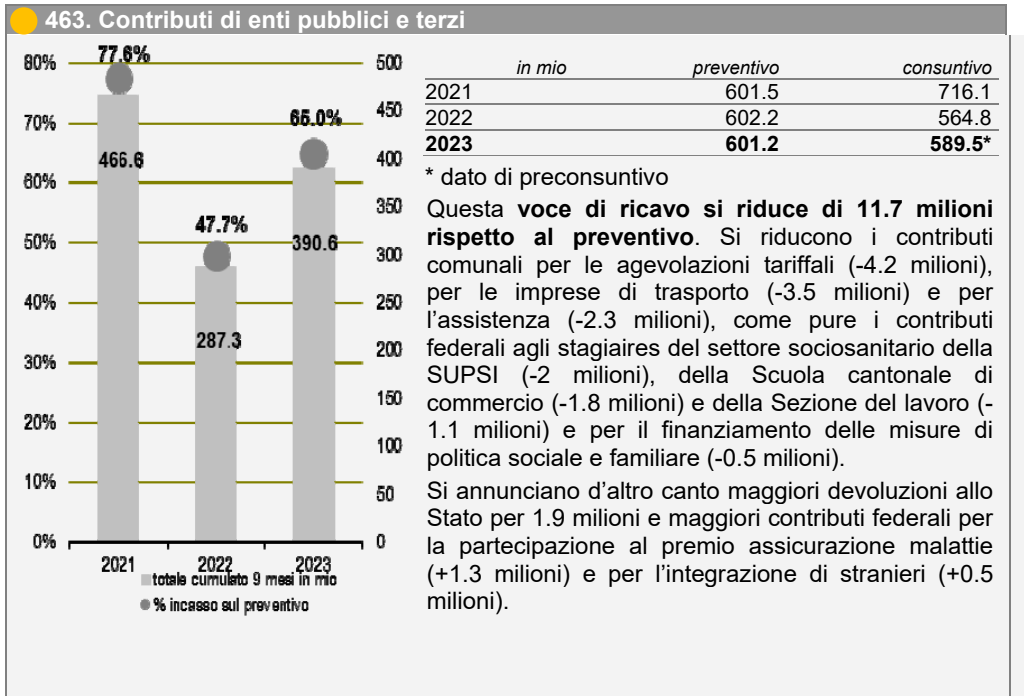 463. Contributi di enti pubblici e terzi
80%
70%
60%
50%
40%
30%
20%
10%
0%
77.6%
466.6
47.7%
287.3
65.0%
390.6
500
450
400
350
300
250
200
150
100
50
0
2021 2022 2023
totale cumulato 9 mesi in mio
% incasso sul preventivo
in mio preventivo consuntivo
2021 601.5 716.1
2022 602.2 564.8
2023 601.2 589.5*
* dato di preconsuntivo
Questa voce di ricavo si riduce di 11.7 milioni
rispetto al preventivo. Si riducono i contributi
comunali per le agevolazioni tariffali (-4.2 milioni),
per le imprese di trasporto (-3.5 milioni) e per
l’assistenza (-2.3 milioni), come pure i contributi
federali agli stagiaires del settore sociosanitario della
SUPSI (-2 milioni), della Scuola cantonale di
commercio (-1.8 milioni) e della Sezione del lavoro (-
1.1 milioni) e per il finanziamento delle misure di
politica sociale e familiare (-0.5 milioni).
Si annunciano d’altro canto maggiori devoluzioni allo
Stato per 1.9 milioni e maggiori contributi federali per
la partecipazione al premio assicurazione malattie
(+1.3 milioni) e per l’integrazione di stranieri (+0.5
milioni).